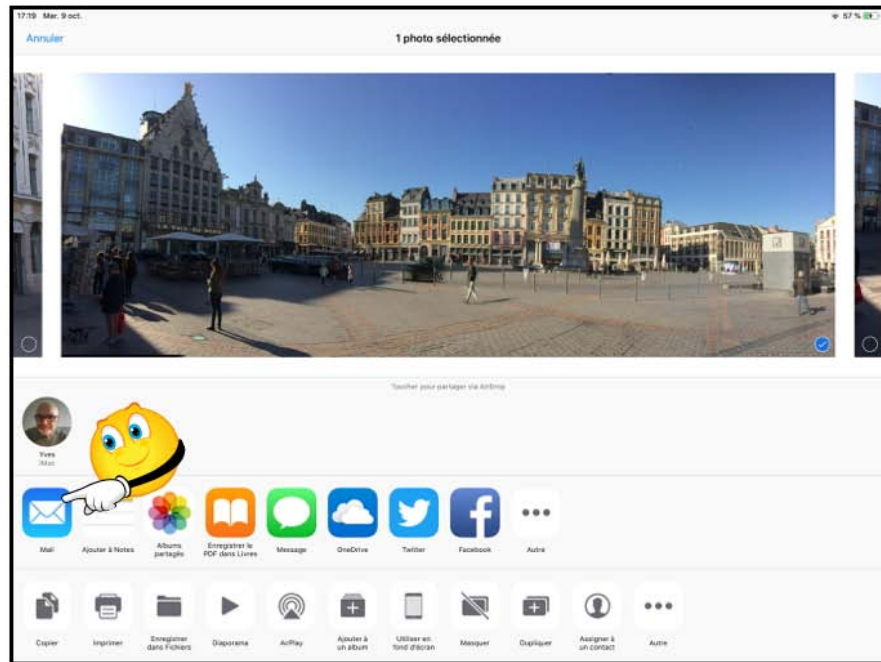 17:19 Mar. 9 oct.
57 %
Annuler
1 photo sélectionnée
Toucher pour partager via AirDrop
Yves
iMac
Mail
Ajouter à Notes
Albums
partagés
Enregistrer le
PDF dans Livres
Message
OneDrive
Twitter
Facebook
Autre
Copier
Imprimer
Enregistrer
dans Fichiers
Diaporama
AirPlay
Ajouter à
un album
Utiliser en
fond d'écran
Masquer
Dupliquer
Assigner à
un contact
Autre